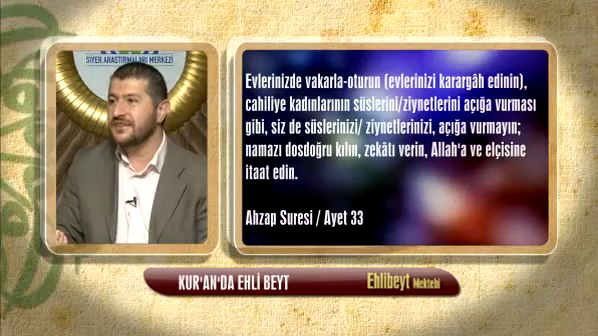 SİYER ARAŞTIRMALARI MERKEZİ
Evlerinizde vakarla-oturun (evlerinizi karargâh edinin),
cahiliye kadınlarının süslerini/ziynetlerini açığa vurması
gibi, siz de süslerinizi/ ziynetlerinizi, açığa vurmayın;
namazı dosdoğru kılın, zekâtı verin, Allah'a ve elçisine
itaat edin.
Ahzap Suresi / Ayet 33
KUR'AN'DA EHLİ BEYT
Ehlibeyt Mektebi